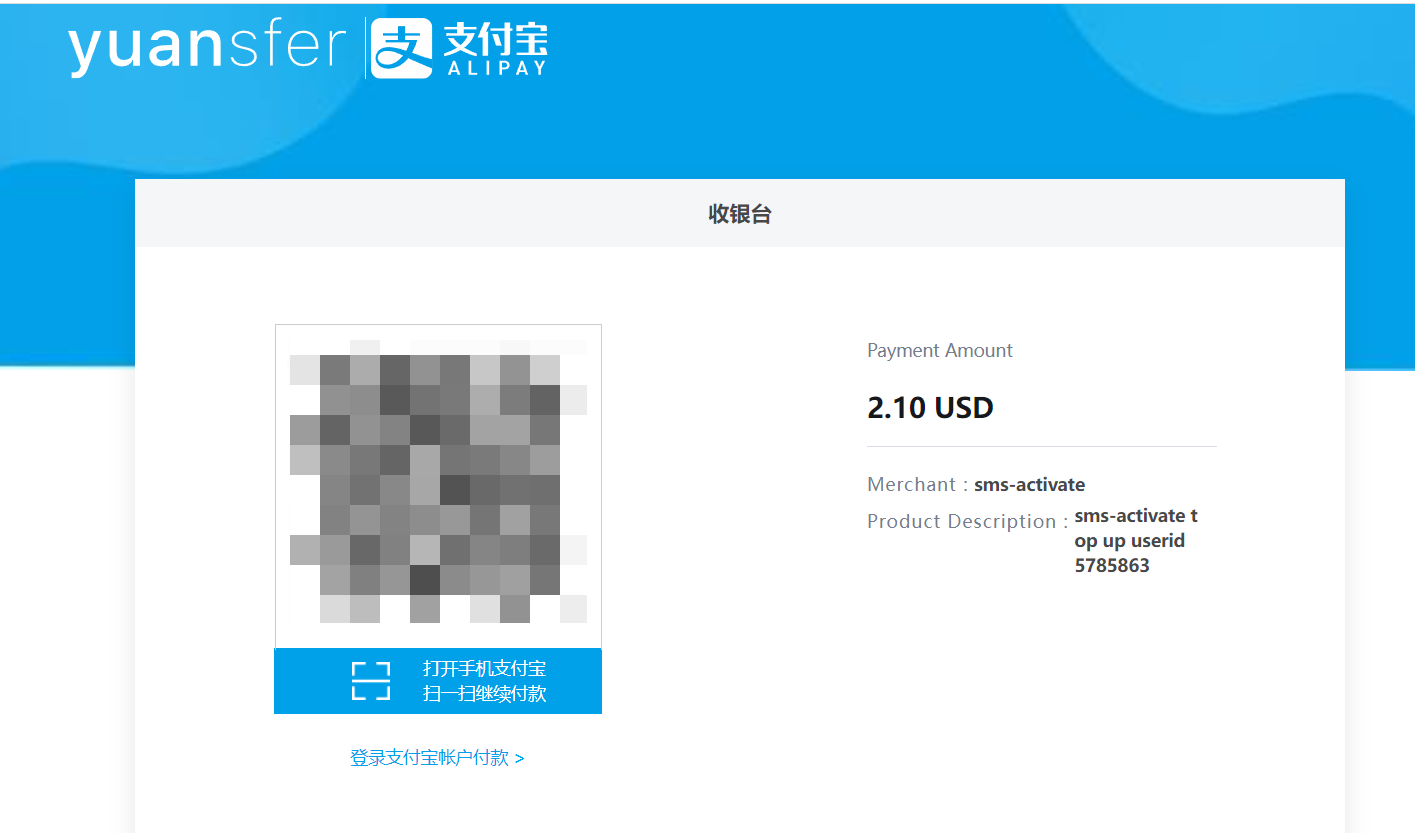 yuansfer 支 支付宝
ALIPAY
收银台
Payment Amount
2.10 USD
Merchant : sms-activate
Product Description : sms-activate t
op up userid
5785863
打开手机支付宝
扫一扫继续付款
登录支付宝帐户付款 >